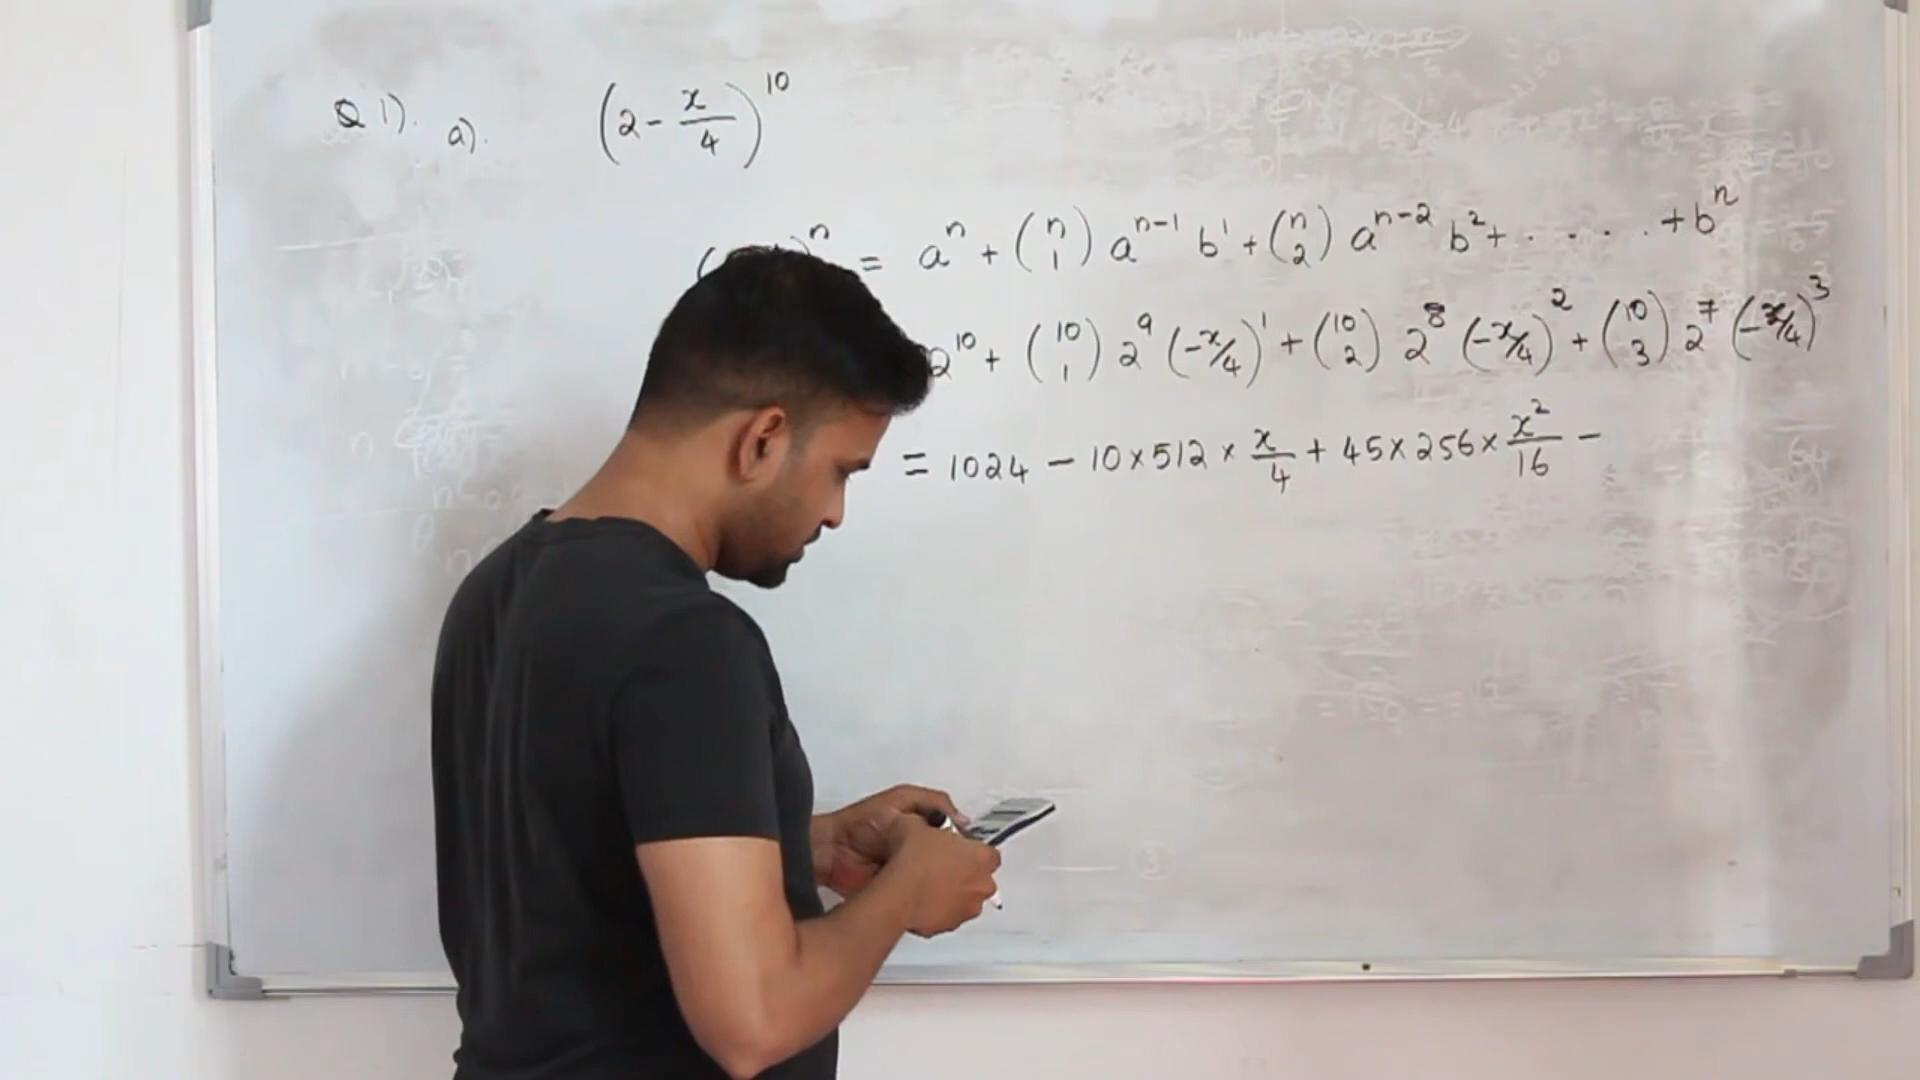 Q 1). a). (2 - x/4)^10
( )^n = a^n + (n 1) a^(n-1) b^1 + (n 2) a^(n-2) b^2 + . . . . . + b^n
2^10 + (10 1) 2^9 (-x/4)^1 + (10 2) 2^8 (-x/4)^2 + (10 3) 2^7 (-x/4)^3
= 1024 - 10 × 512 × x/4 + 45 × 256 × x^2/16 -